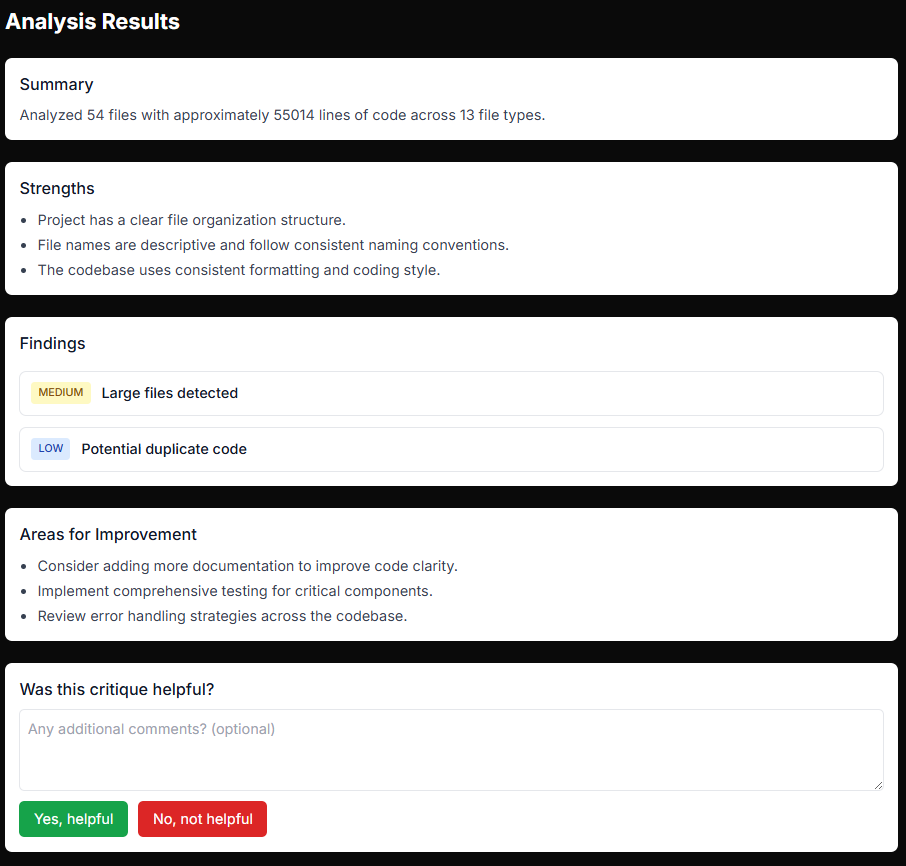 Analysis Results
Summary
Analyzed 54 files with approximately 55014 lines of code across 13 file types.
Strengths
Project has a clear file organization structure.
File names are descriptive and follow consistent naming conventions.
The codebase uses consistent formatting and coding style.
Findings
MEDIUM Large files detected
LOW Potential duplicate code
Areas for Improvement
Consider adding more documentation to improve code clarity.
Implement comprehensive testing for critical components.
Review error handling strategies across the codebase.
Was this critique helpful?
Any additional comments? (optional)
Yes, helpful No, not helpful